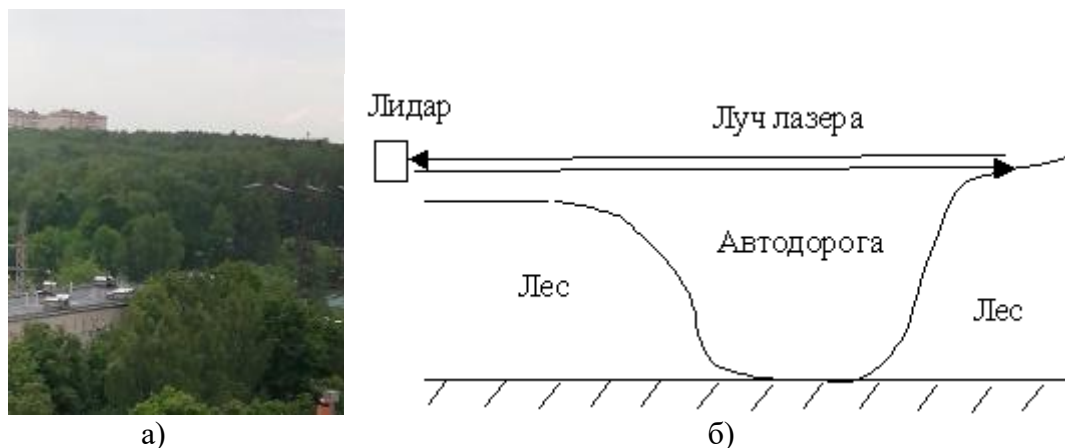 Лидар
Луч лазера
Автодорога
Лес
Лес
а)
б)